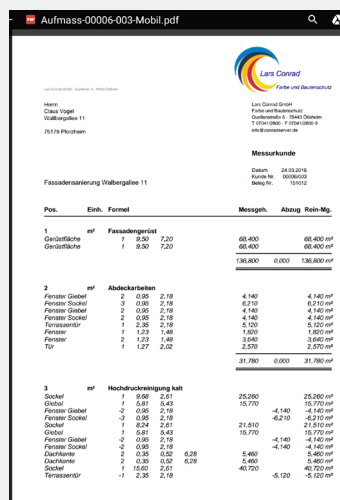 Aufmass-00006-003-Mobil.pdf
Lars Conrad
Farbe und Bautenschutz
Herrn
Claus Vogel
Wallbergallee 11
75179 Pforzheim
Lars Conrad GmbH
Farbe und Bautenschutz
Quellenstraße 6 - 75443 Ötisheim
T 07041/2800 - F 07041/2800-9
info@conradserver.de
Messurkunde
Datum 24.03.2016
Kunde Nr. 00006/003
Beleg Nr. 151012
Fassadensanierung Walbergallee 11
Pos. Einh. Formel Messgeh. Abzug Rein-Mg.
1 m² Fassadengerüst
Gerüstfläche 1 9,50 7,20 68,400 68,400 m²
Gerüstfläche 1 9,50 7,20 68,400 68,400 m²
136,800 0,000 136,800 m²
2 m² Abdeckarbeiten
Fenster Giebel 2 0,95 2,18 4,140 4,140 m²
Fenster Sockel 3 0,95 2,18 6,210 6,210 m²
Fenster Giebel 2 0,95 2,18 4,140 4,140 m²
Fenster Sockel 2 0,95 2,18 4,140 4,140 m²
Terrassentür 1 2,35 2,18 5,120 5,120 m²
Fenster 1 1,23 1,48 1,820 1,820 m²
Fenster 2 1,23 1,48 3,640 3,640 m²
Tür 1 1,27 2,02 2,570 2,570 m²
31,780 0,000 31,780 m²
3 m² Hochdruckreinigung kalt
Sockel 1 9,68 2,61 25,260 25,260 m²
Giebel 1 5,81 5,43 15,770 15,770 m²
Fenster Giebel -2 0,95 2,18 -4,140 -4,140 m²
Fenster Sockel -3 0,95 2,18 -6,210 -6,210 m²
Sockel 1 8,24 2,61 21,510 21,510 m²
Giebel 1 5,81 5,43 15,770 15,770 m²
Fenster Giebel -2 0,95 2,18 -4,140 -4,140 m²
Fenster Sockel -2 0,95 2,18 -4,140 -4,140 m²
Dachkante 2 0,35 0,52 6,28 5,460 5,460 m²
Dachkante 2 0,35 0,52 6,28 5,460 5,460 m²
Sockel 1 15,60 2,61 40,720 40,720 m²
Terrassentür -1 2,35 2,18 -5,120 -5,120 m²